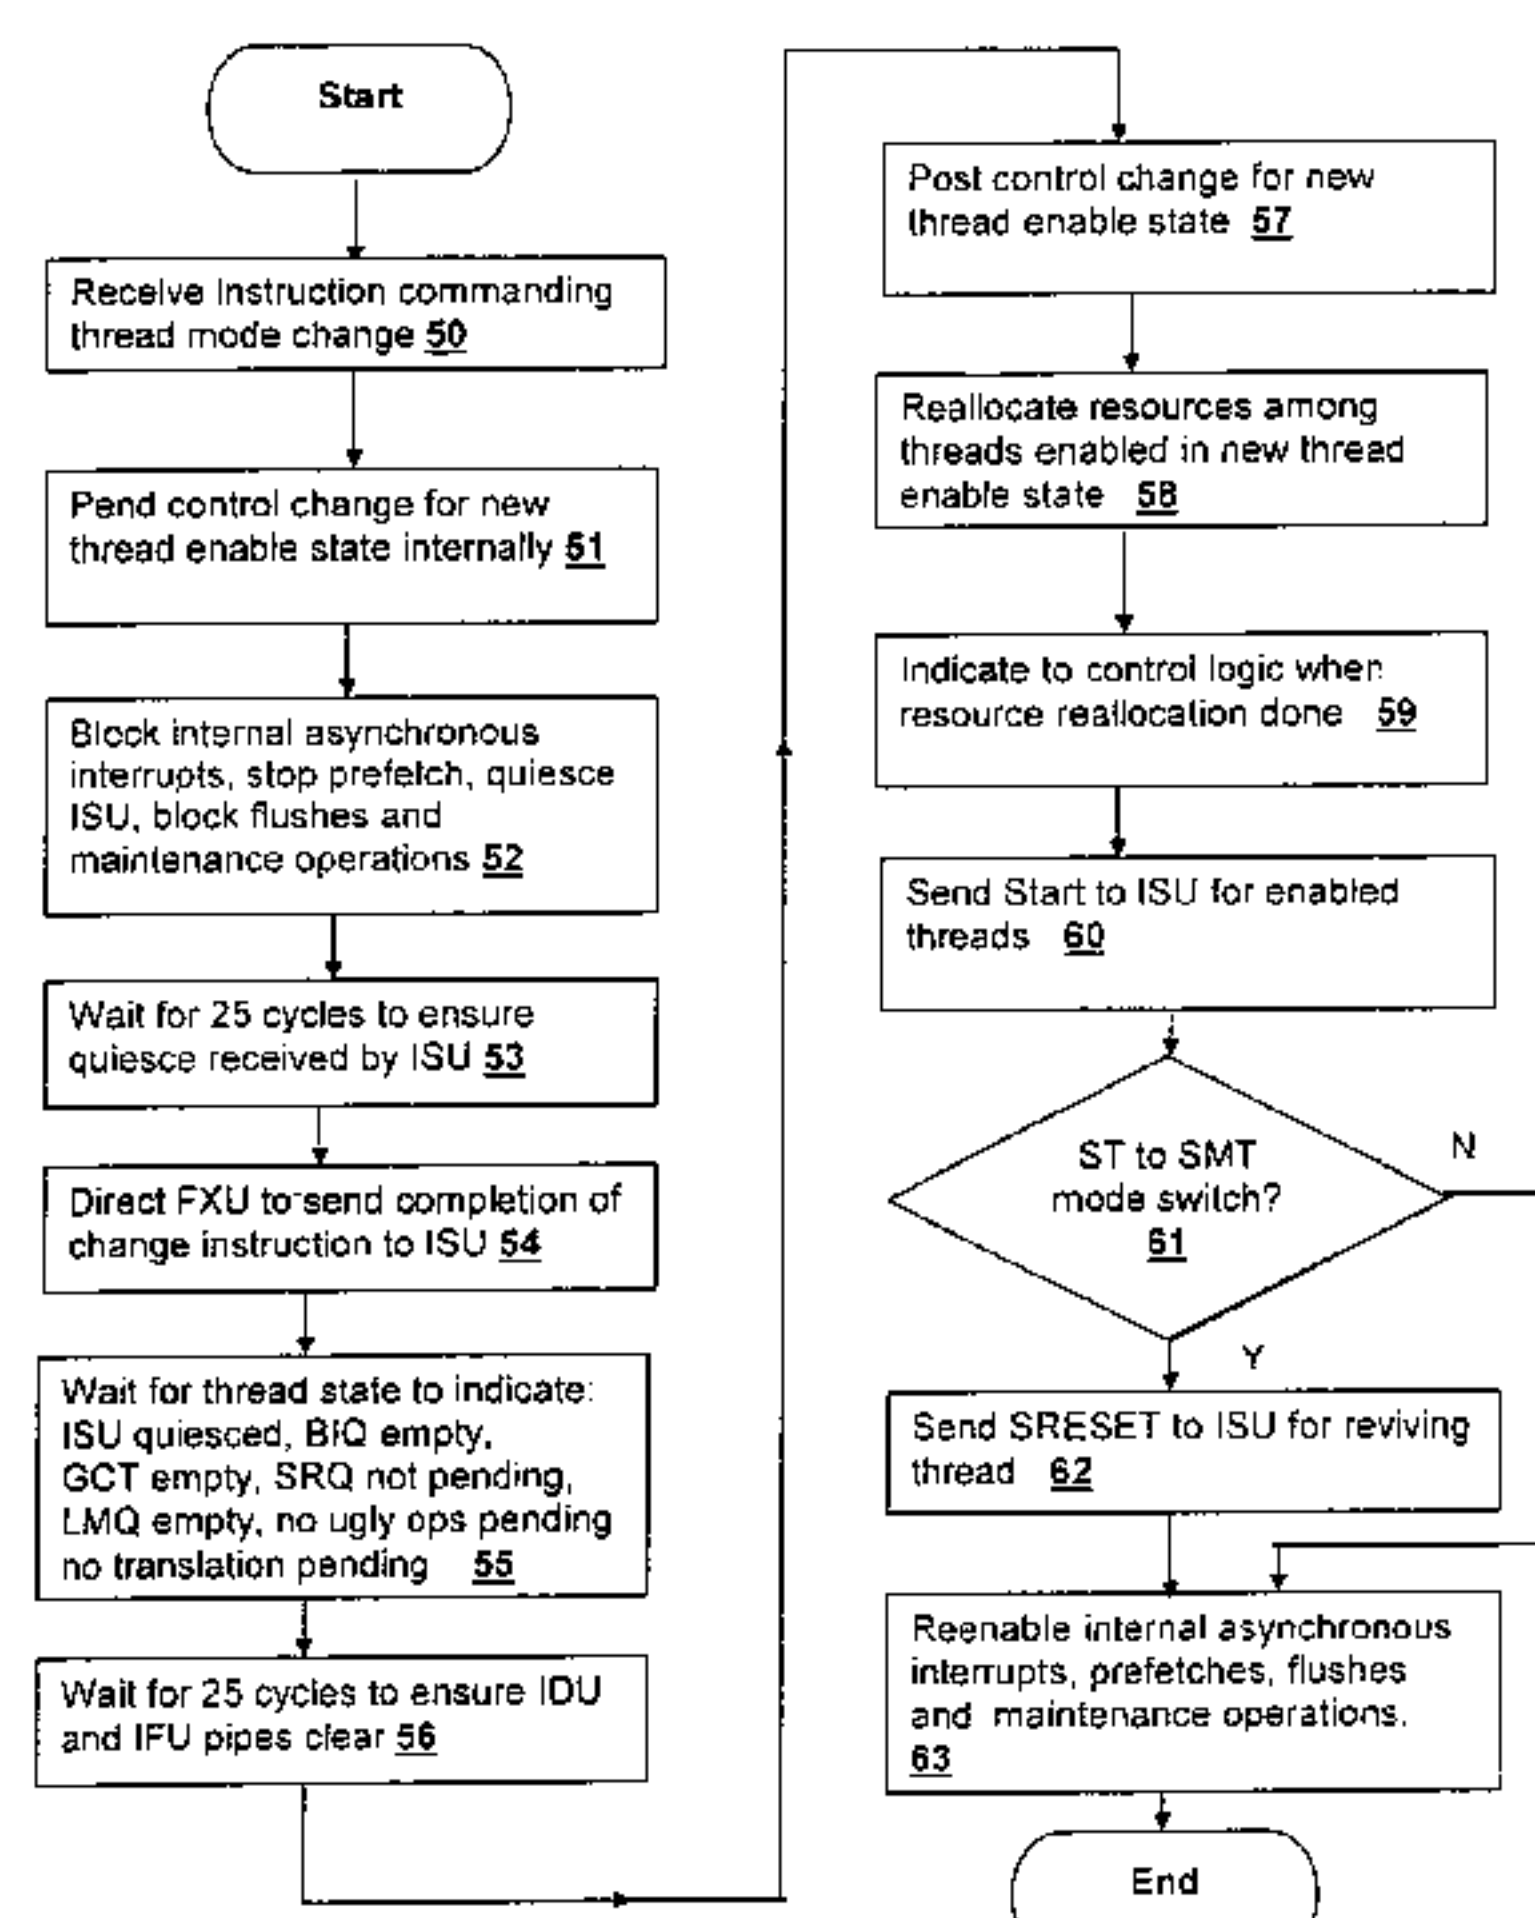 Start
Receive Instruction commanding
thread mode change 50
Pend control change for new
thread enable state internally 51
Block internal asynchronous
interrupts, stop prefetch, quiesce
ISU, block flushes and
maintenance operations 52
Wait for 25 cycles to ensure
quiesce received by ISU 53
Direct FXU to send completion of
change instruction to ISU 54
Wait for thread state to indicate:
ISU quiesced, BIQ empty,
GCT empty, SRQ not pending,
LMQ empty, no ugly ops pending
no translation pending 55
Wait for 25 cycles to ensure IDU
and IFU pipes clear 56
Post control change for new
thread enable state 57
Reallocate resources among
threads enabled in new thread
enable state 58
Indicate to control logic when
resource reallocation done 59
Send Start to ISU for enabled
threads 60
ST to SMT
mode switch?
61
N
Y
Send SRESET to ISU for reviving
thread 62
Reenable internal asynchronous
interrupts, prefetches, flushes
and maintenance operations.
63
End